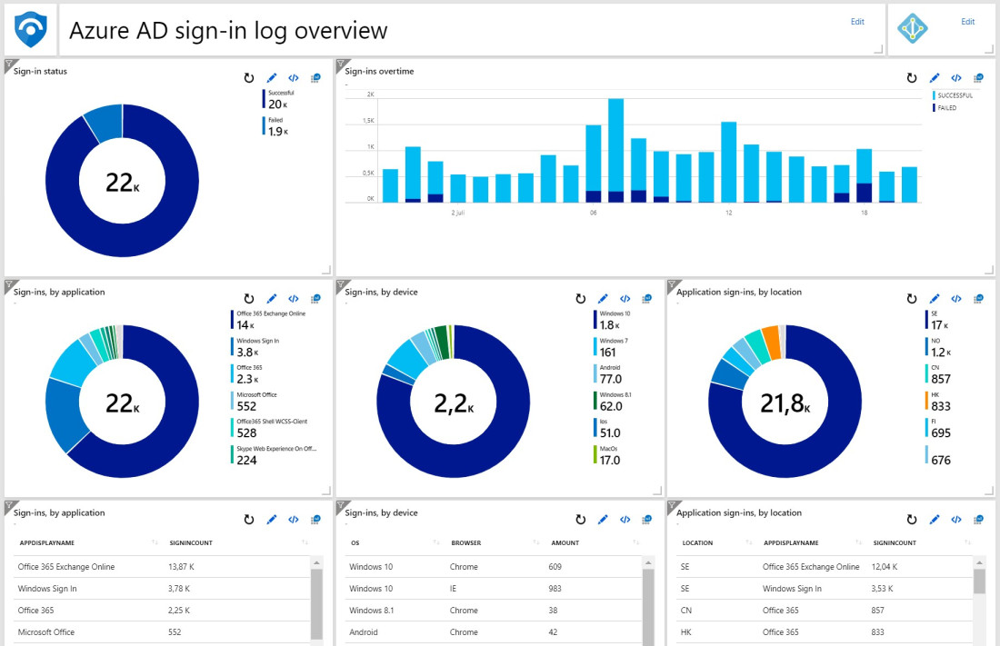 Azure AD sign-in log overview
Edit
Edit
Sign-in status
Successful
20 K
Failed
1.9 K
22 K
Sign-ins overtime
SUCCESSFUL
FAILED
2K
1,5K
1K
0,5K
0K
2 juli
06
12
18
Sign-ins, by application
Office 365 Exchange Online
14 K
Windows Sign In
3.8 K
Office 365
2.3 K
Microsoft Office
552
Office365 Shell WCSS-Client
528
Skype Web Experience On Off...
224
22 K
Sign-ins, by device
Windows 10
1.8 K
Windows 7
161
Android
77.0
Windows 8.1
62.0
Ios
51.0
MacOs
17.0
2,2 K
Application sign-ins, by location
SE
17 K
NO
1.2 K
CN
857
HK
833
FI
695
676
21,8 K
Sign-ins, by application
APPDISPLAYNAME SIGNINCOUNT
Office 365 Exchange Online 13,87 K
Windows Sign In 3,78 K
Office 365 2,25 K
Microsoft Office 552
Sign-ins, by device
OS BROWSER AMOUNT
Windows 10 Chrome 609
Windows 10 IE 983
Windows 8.1 Chrome 38
Android Chrome 42
Application sign-ins, by location
LOCATION APPDISPLAYNAME SIGNINCOUNT
SE Office 365 Exchange Online 12,04 K
SE Windows Sign In 3,53 K
CN Office 365 857
HK Office 365 833